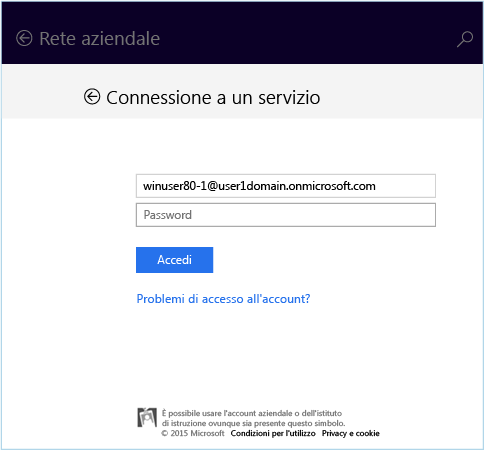 Rete aziendale
Connessione a un servizio
winuser80-1@user1domain.onmicrosoft.com
Password
Accedi
Problemi di accesso all'account?
È possibile usare l'account aziendale o dell'istituto
di istruzione ovunque sia presente questo simbolo.
© 2015 Microsoft Condizioni per l'utilizzo Privacy e cookie